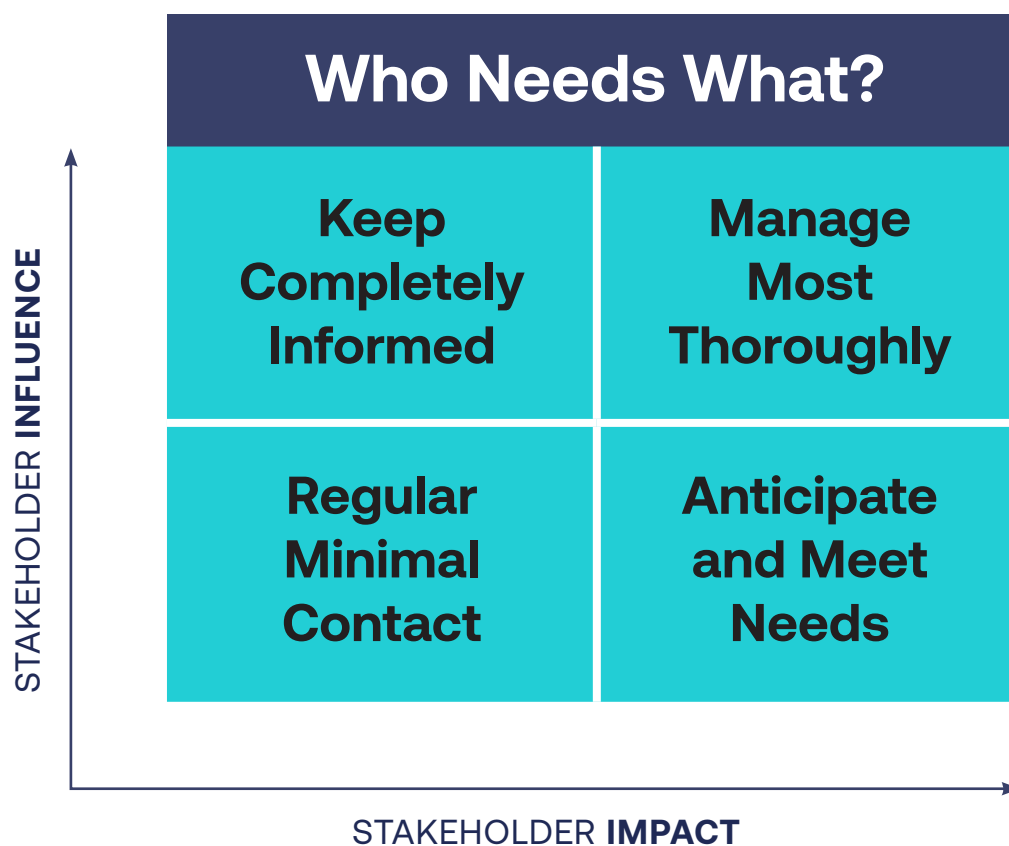 Who Needs What?
STAKEHOLDER INFLUENCE
Keep
Completely
Informed
Manage
Most
Thoroughly
Regular
Minimal
Contact
Anticipate
and Meet
Needs
STAKEHOLDER IMPACT